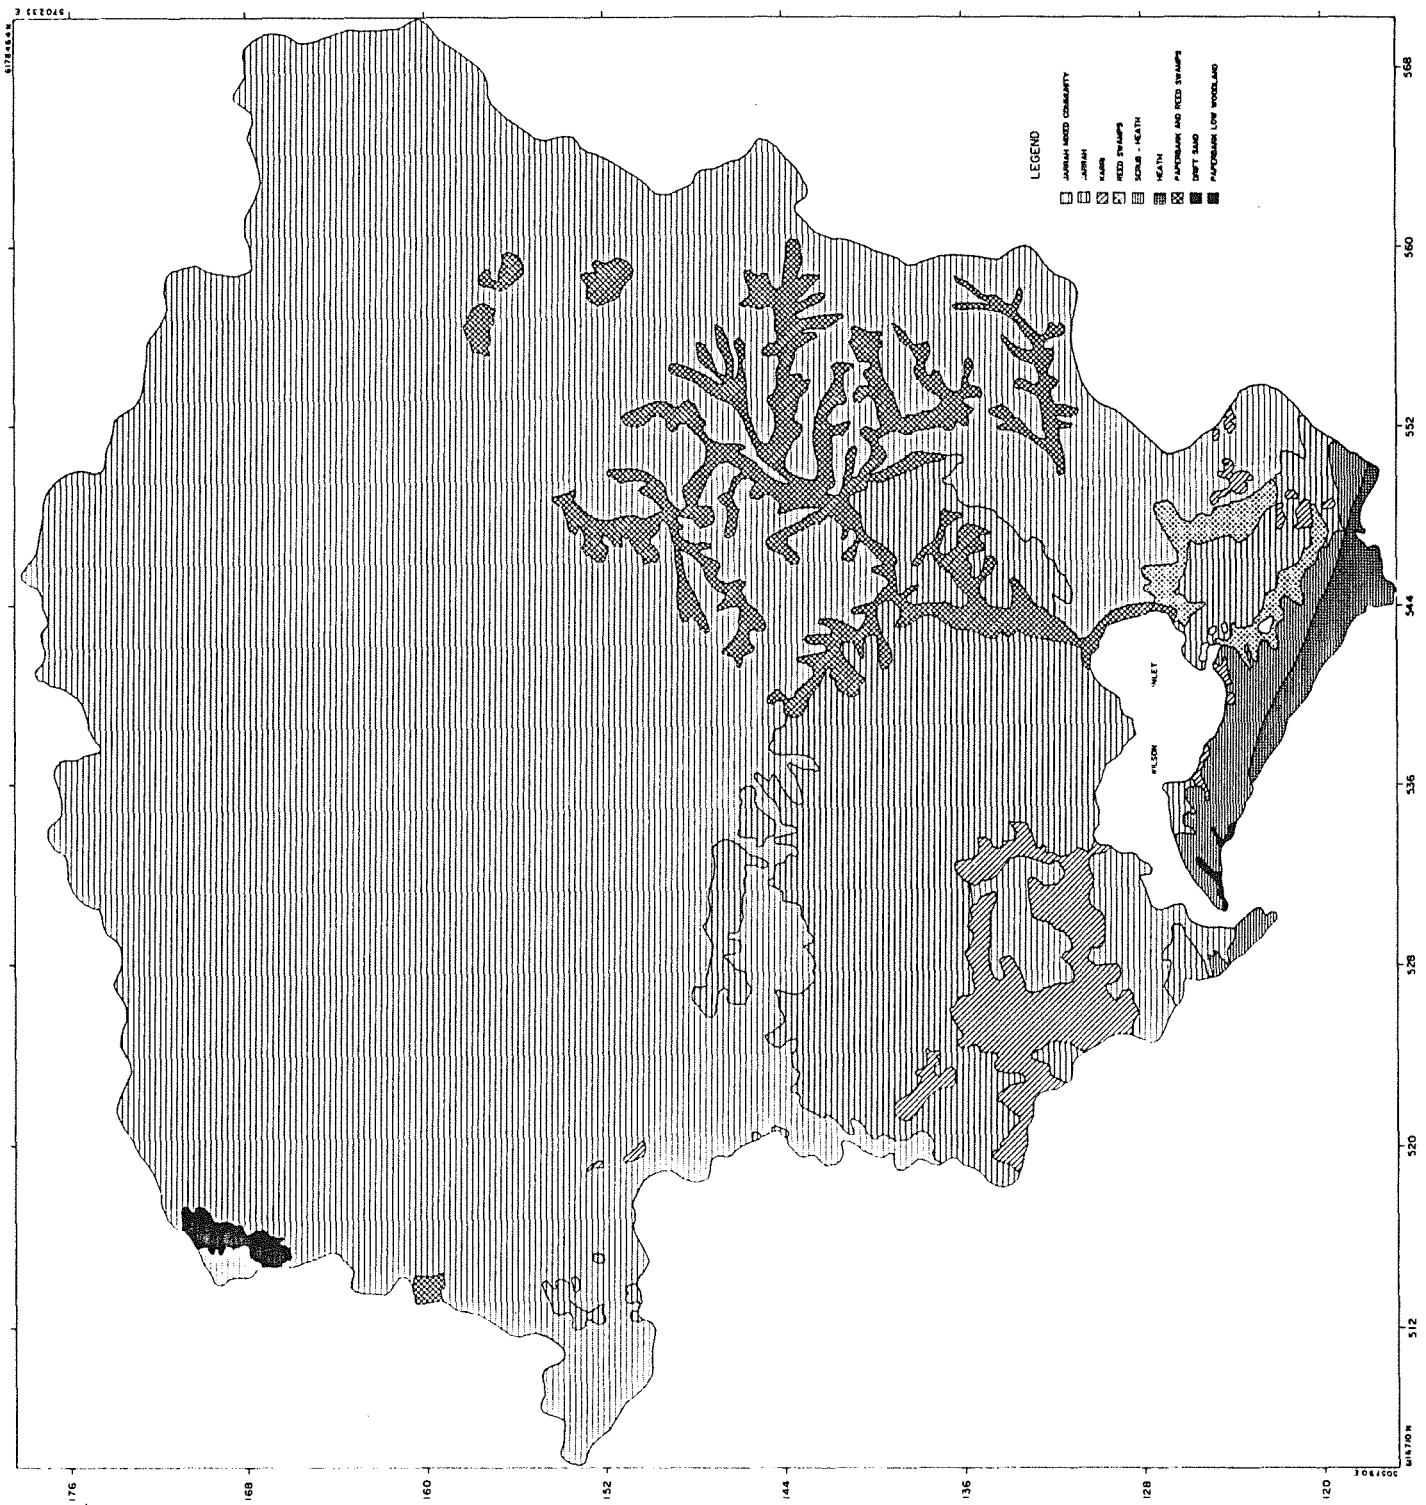 LEGEND
JARRAH MIXED COMMUNITY
JARRAH
KARRI
REED SWAMPS
SCRUB - HEATH
HEATH
PAPERBARK AND REED SWAMPS
DRIFT SAND
PAPERBARK LOW WOODLAND
WILSON INLET
568
560
552
544
536
528
520
512
176
168
160
152
144
136
128
120